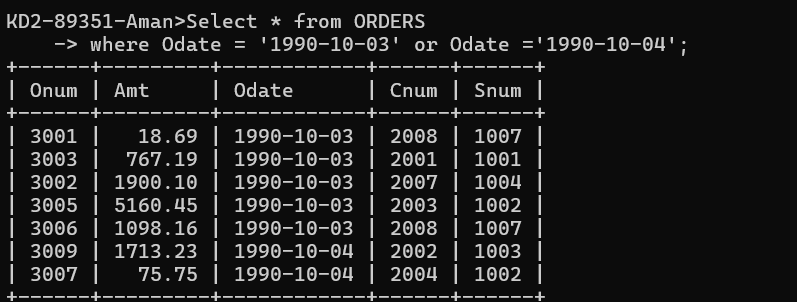 KD2-89351-Aman>Select * from ORDERS
    -> where Odate = '1990-10-03' or Odate ='1990-10-04';
+------+---------+------------+------+------+
| Onum | Amt     | Odate      | Cnum | Snum |
+------+---------+------------+------+------+
| 3001 |   18.69 | 1990-10-03 | 2008 | 1007 |
| 3003 |  767.19 | 1990-10-03 | 2001 | 1001 |
| 3002 | 1900.10 | 1990-10-03 | 2007 | 1004 |
| 3005 | 5160.45 | 1990-10-03 | 2003 | 1002 |
| 3006 | 1098.16 | 1990-10-03 | 2008 | 1007 |
| 3009 | 1713.23 | 1990-10-04 | 2002 | 1003 |
| 3007 |   75.75 | 1990-10-04 | 2004 | 1002 |
+------+---------+------------+------+------+